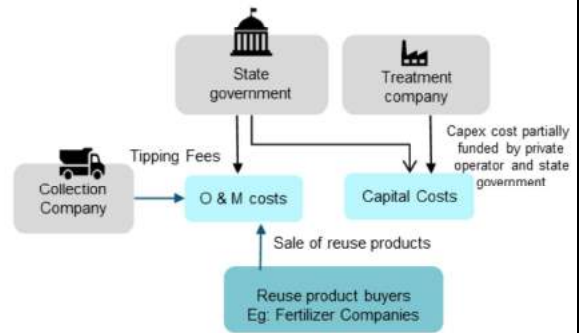 State
government
Treatment
company
Capex cost partially
funded by private
operator and state
government
Tipping Fees
Collection
Company
O & M costs
Capital Costs
Sale of reuse products
Reuse product buyers
Eg: Fertilizer Companies